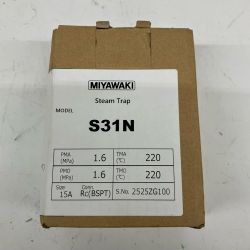 MIYAWAKI
Steam Trap
MODEL
S31N
PMA (MPa) 1.6 TMA (℃) 220
PMO (MPa) 1.6 TMO (℃) 220
Size 15A Conn. Rc(BSPT) S.No. 2525ZG100